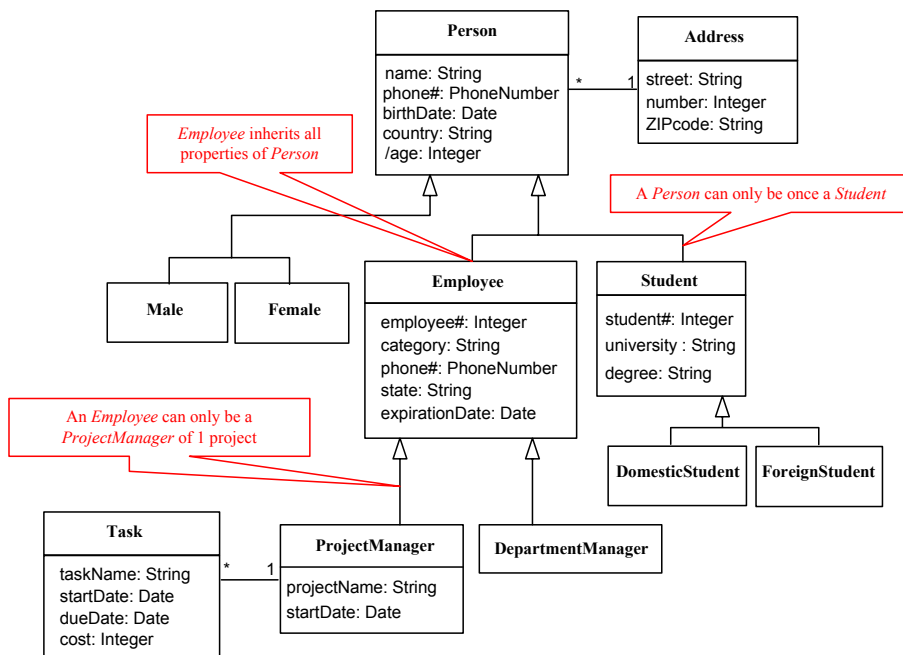 Person
name: String
phone#: PhoneNumber
birthDate: Date
country: String
/age: Integer
*
1
Address
street: String
number: Integer
ZIPcode: String
Employee inherits all
properties of Person
A Person can only be once a Student
Male
Female
Employee
employee#: Integer
category: String
phone#: PhoneNumber
state: String
expirationDate: Date
Student
student#: Integer
university : String
degree: String
An Employee can only be a
ProjectManager of 1 project
DomesticStudent
ForeignStudent
Task
taskName: String
startDate: Date
dueDate: Date
cost: Integer
*
1
ProjectManager
projectName: String
startDate: Date
DepartmentManager